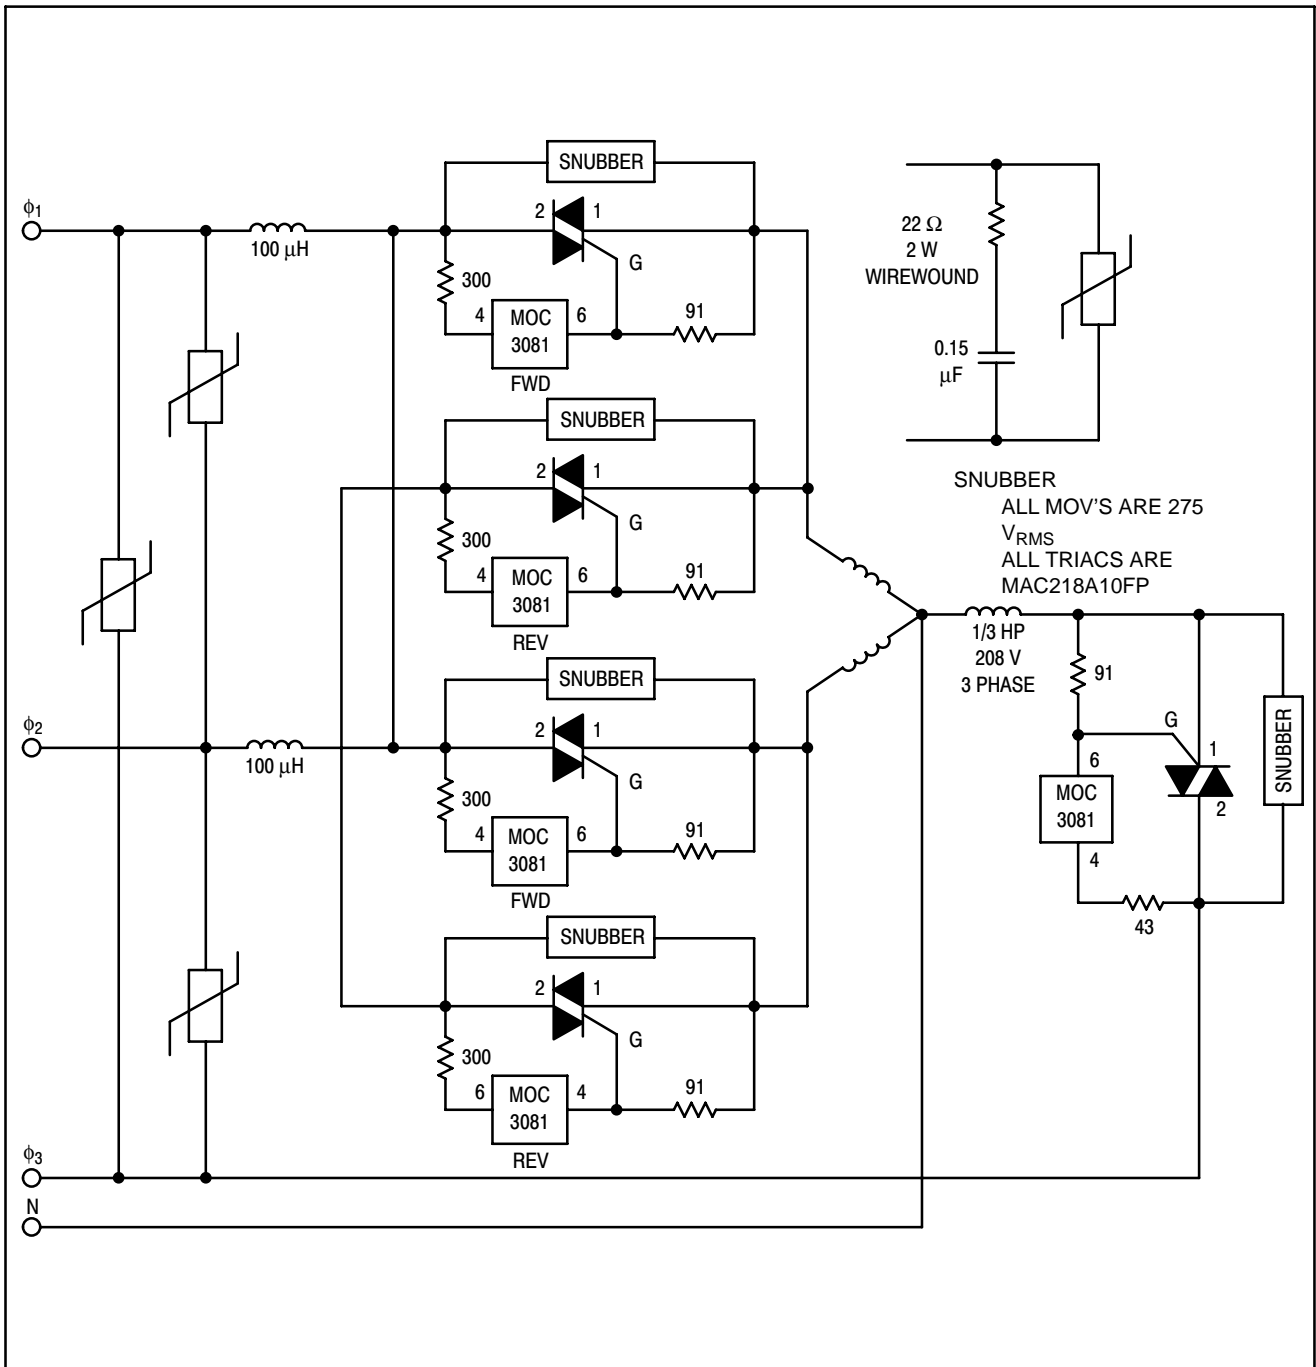 SNUBBER
ϕ1
2 1
100 μH
G
300
91
4 MOC 6
3081
FWD
22 Ω
2 W
WIREWOUND
0.15
μF
SNUBBER
2 1
G
300
91
4 MOC 6
3081
REV
SNUBBER
ALL MOV'S ARE 275
VRMS
ALL TRIACS ARE
MAC218A10FP
1/3 HP
208 V
3 PHASE
91
G
6
1
MOC
3081
2
4
43
SNUBBER
SNUBBER
ϕ2
2 1
100 μH
G
300
91
4 MOC 6
3081
FWD
SNUBBER
2 1
G
300
91
6 MOC 4
3081
REV
ϕ3
N